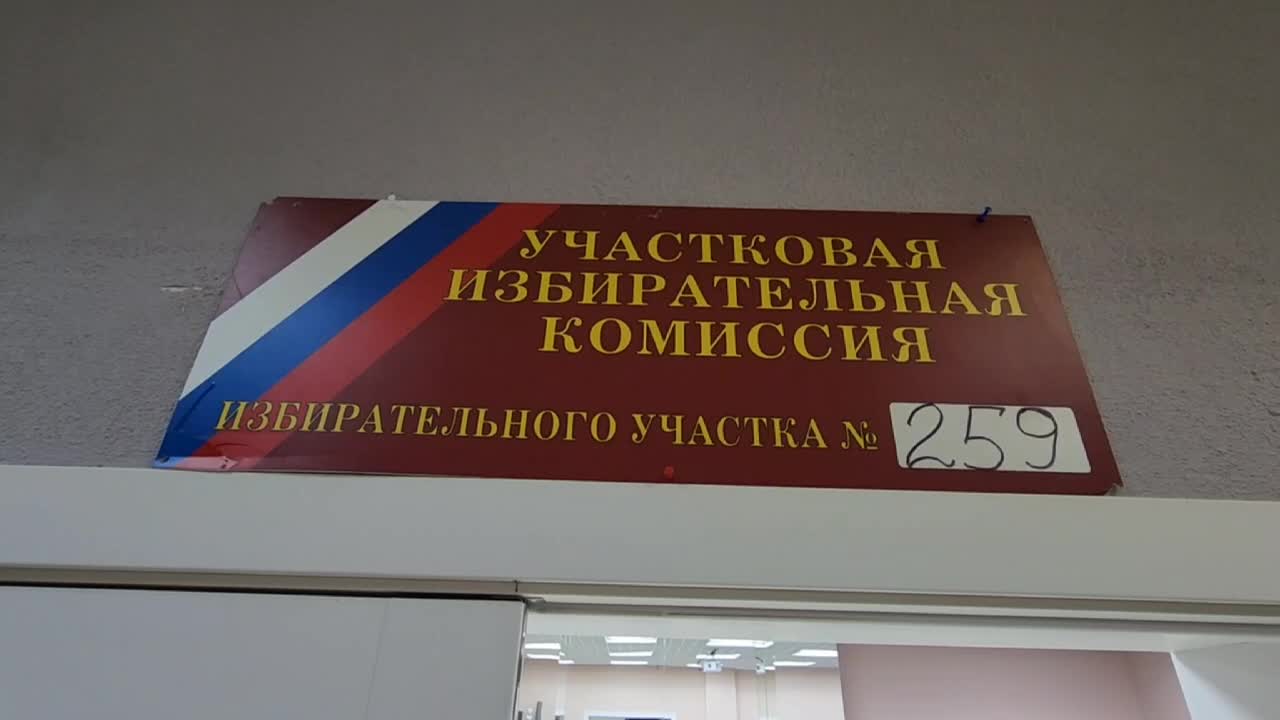 УЧАСТКОВАЯ
ИЗБИРАТЕЛЬНАЯ
КОМИССИЯ
ИЗБИРАТЕЛЬНОГО УЧАСТКА № 259